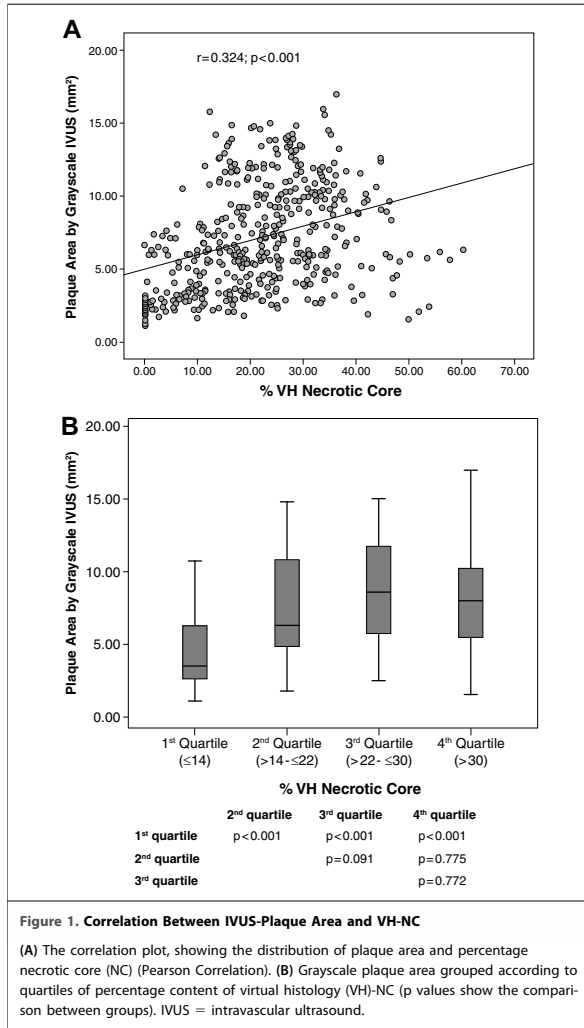 A
r=0.324; p<0.001
Plaque Area by Grayscale IVUS (mm²)
20.00
15.00
10.00
5.00
0.00
0.00 10.00 20.00 30.00 40.00 50.00 60.00 70.00
% VH Necrotic Core
B
Plaque Area by Grayscale IVUS (mm²)
20.00
15.00
10.00
5.00
0.00
1st Quartile 2nd Quartile 3rd Quartile 4th Quartile
(≤14) (>14-≤22) (>22-≤30) (>30)
% VH Necrotic Core
2nd quartile 3rd quartile 4th quartile
1st quartile p<0.001 p<0.001 p<0.001
2nd quartile p=0.091 p=0.775
3rd quartile p=0.772
Figure 1. Correlation Between IVUS-Plaque Area and VH-NC
(A) The correlation plot, showing the distribution of plaque area and percentage
necrotic core (NC) (Pearson Correlation). (B) Grayscale plaque area grouped according to
quartiles of percentage content of virtual histology (VH)-NC (p values show the compari-
son between groups). IVUS = intravascular ultrasound.